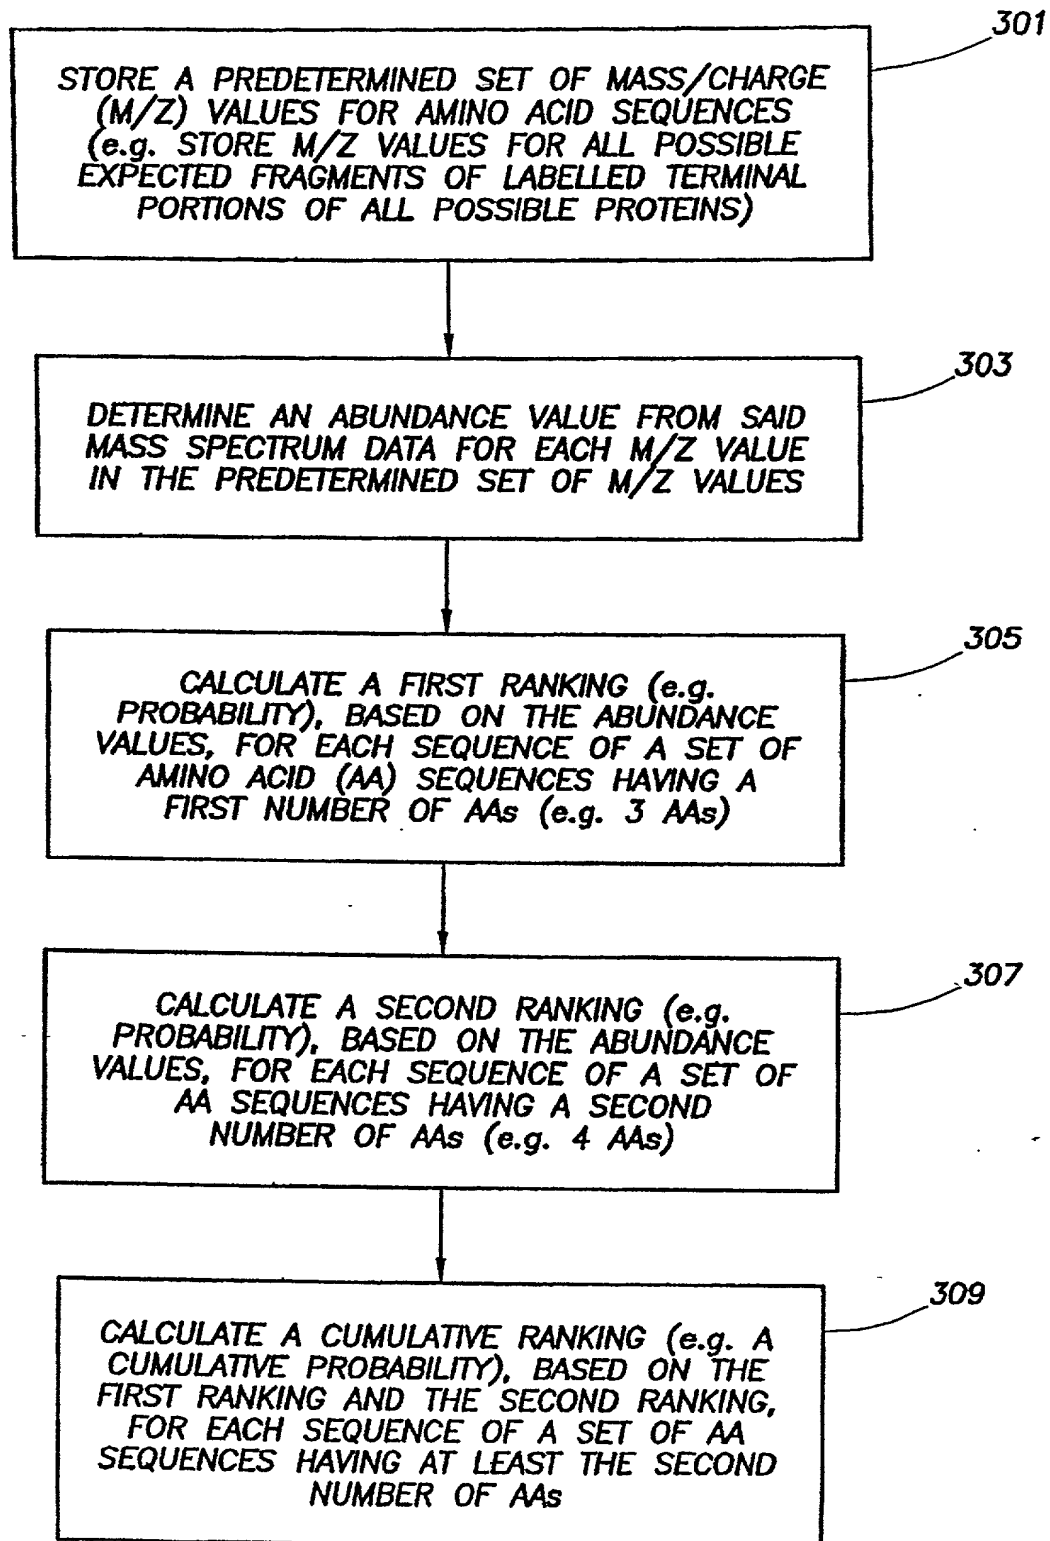 301
STORE A PREDETERMINED SET OF MASS/CHARGE
(M/Z) VALUES FOR AMINO ACID SEQUENCES
(e.g. STORE M/Z VALUES FOR ALL POSSIBLE
EXPECTED FRAGMENTS OF LABELLED TERMINAL
PORTIONS OF ALL POSSIBLE PROTEINS)
303
DETERMINE AN ABUNDANCE VALUE FROM SAID
MASS SPECTRUM DATA FOR EACH M/Z VALUE
IN THE PREDETERMINED SET OF M/Z VALUES
305
CALCULATE A FIRST RANKING (e.g.
PROBABILITY), BASED ON THE ABUNDANCE
VALUES, FOR EACH SEQUENCE OF A SET OF
AMINO ACID (AA) SEQUENCES HAVING A
FIRST NUMBER OF AAs (e.g. 3 AAs)
307
CALCULATE A SECOND RANKING (e.g.
PROBABILITY), BASED ON THE ABUNDANCE
VALUES, FOR EACH SEQUENCE OF A SET OF
AA SEQUENCES HAVING A SECOND
NUMBER OF AAs (e.g. 4 AAs)
309
CALCULATE A CUMULATIVE RANKING (e.g. A
CUMULATIVE PROBABILITY), BASED ON THE
FIRST RANKING AND THE SECOND RANKING,
FOR EACH SEQUENCE OF A SET OF AA
SEQUENCES HAVING AT LEAST THE SECOND
NUMBER OF AAs